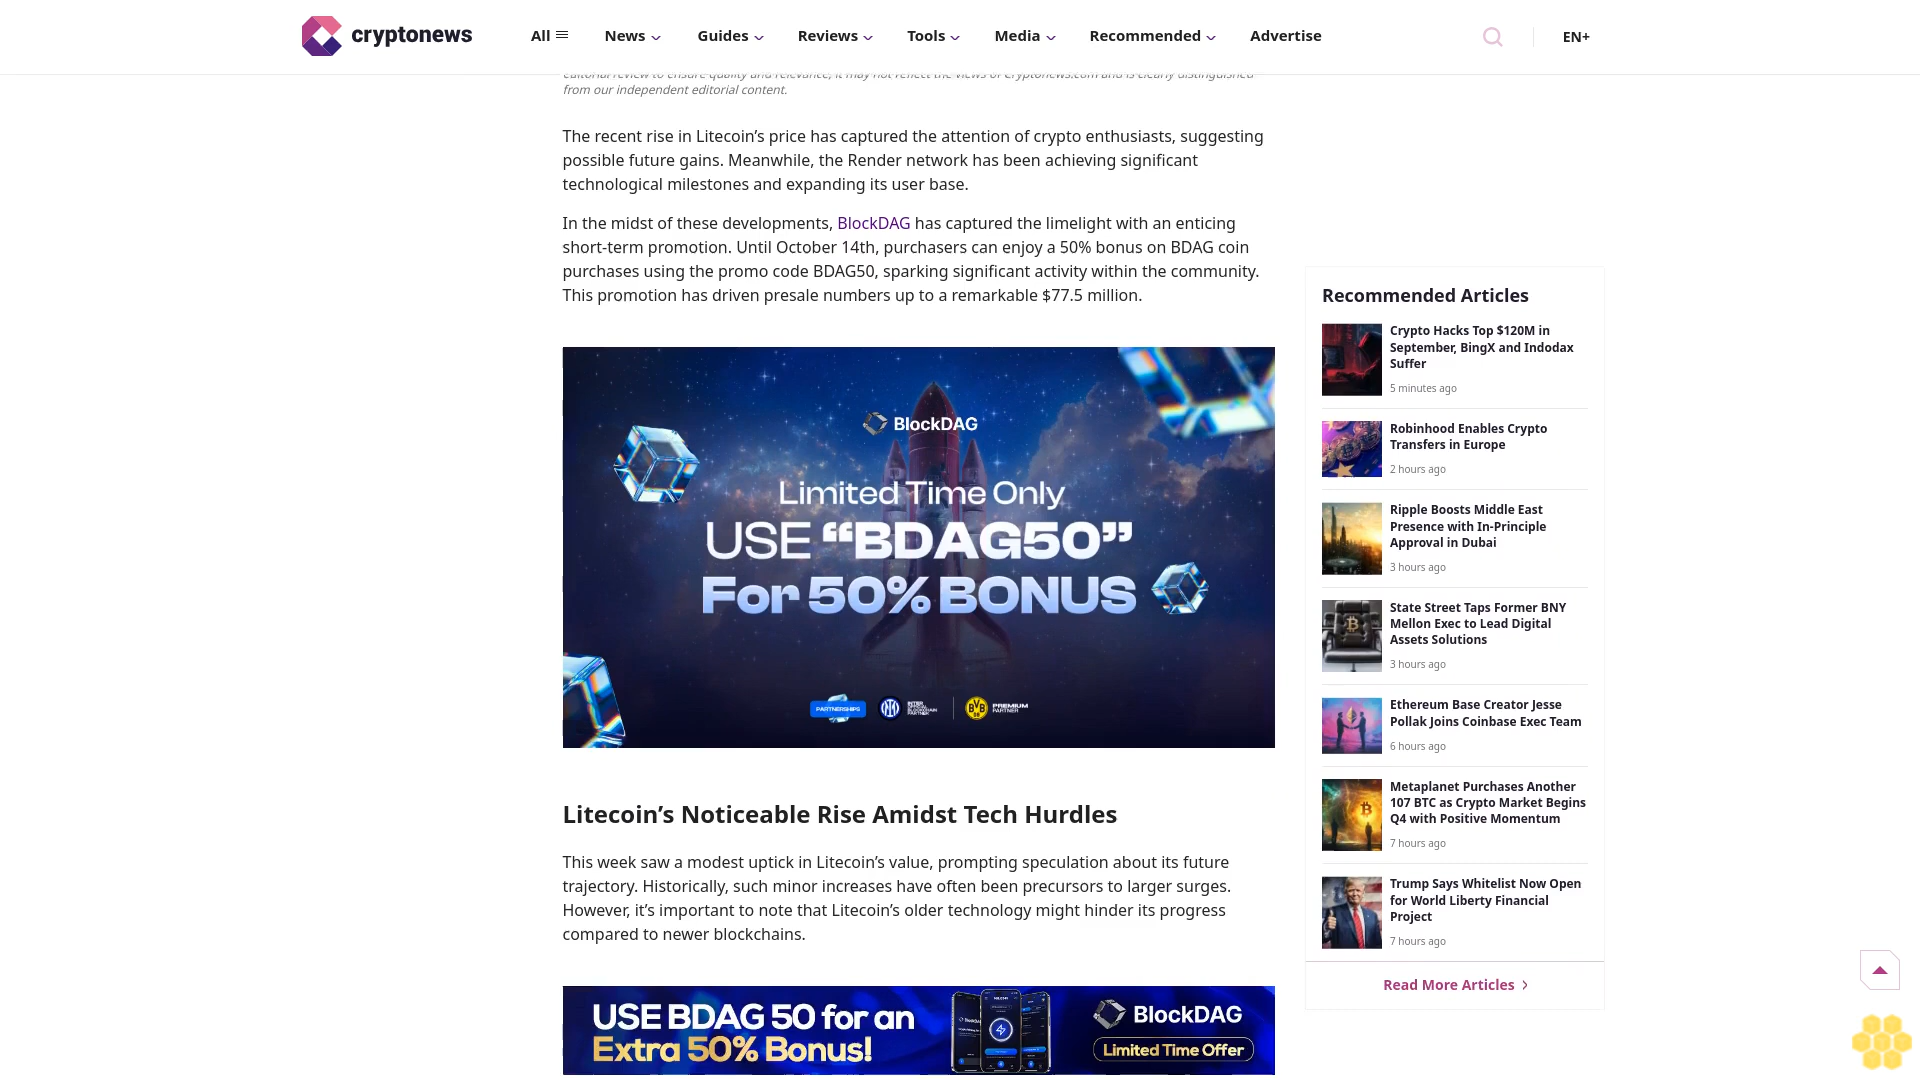 cryptonews
All
News
Guides
Reviews
Tools
Media
Recommended
Advertise
EN+
editorial review to ensure quality and relevance, it may not reflect the views of Cryptonews.com and is clearly distinguished
from our independent editorial content.
The recent rise in Litecoin’s price has captured the attention of crypto enthusiasts, suggesting
possible future gains. Meanwhile, the Render network has been achieving significant
technological milestones and expanding its user base.
In the midst of these developments, BlockDAG has captured the limelight with an enticing
short-term promotion. Until October 14th, purchasers can enjoy a 50% bonus on BDAG coin
purchases using the promo code BDAG50, sparking significant activity within the community.
This promotion has driven presale numbers up to a remarkable $77.5 million.
BlockDAG
Limited Time Only
USE “BDAG50”
For 50% BONUS
PARTNERSHIPS
INTER
OFFICIAL
BLOCKCHAIN
PARTNER
BVB
09
PREMIUM
PARTNER
Litecoin’s Noticeable Rise Amidst Tech Hurdles
This week saw a modest uptick in Litecoin’s value, prompting speculation about its future
trajectory. Historically, such minor increases have often been precursors to larger surges.
However, it’s important to note that Litecoin’s older technology might hinder its progress
compared to newer blockchains.
USE BDAG 50 for an
Extra 50% Bonus!
BlockDAG
Limited Time Offer
Recommended Articles
Crypto Hacks Top $120M in
September, BingX and Indodax
Suffer
5 minutes ago
Robinhood Enables Crypto
Transfers in Europe
2 hours ago
Ripple Boosts Middle East
Presence with In-Principle
Approval in Dubai
3 hours ago
State Street Taps Former BNY
Mellon Exec to Lead Digital
Assets Solutions
3 hours ago
Ethereum Base Creator Jesse
Pollak Joins Coinbase Exec Team
6 hours ago
Metaplanet Purchases Another
107 BTC as Crypto Market Begins
Q4 with Positive Momentum
7 hours ago
Trump Says Whitelist Now Open
for World Liberty Financial
Project
7 hours ago
Read More Articles